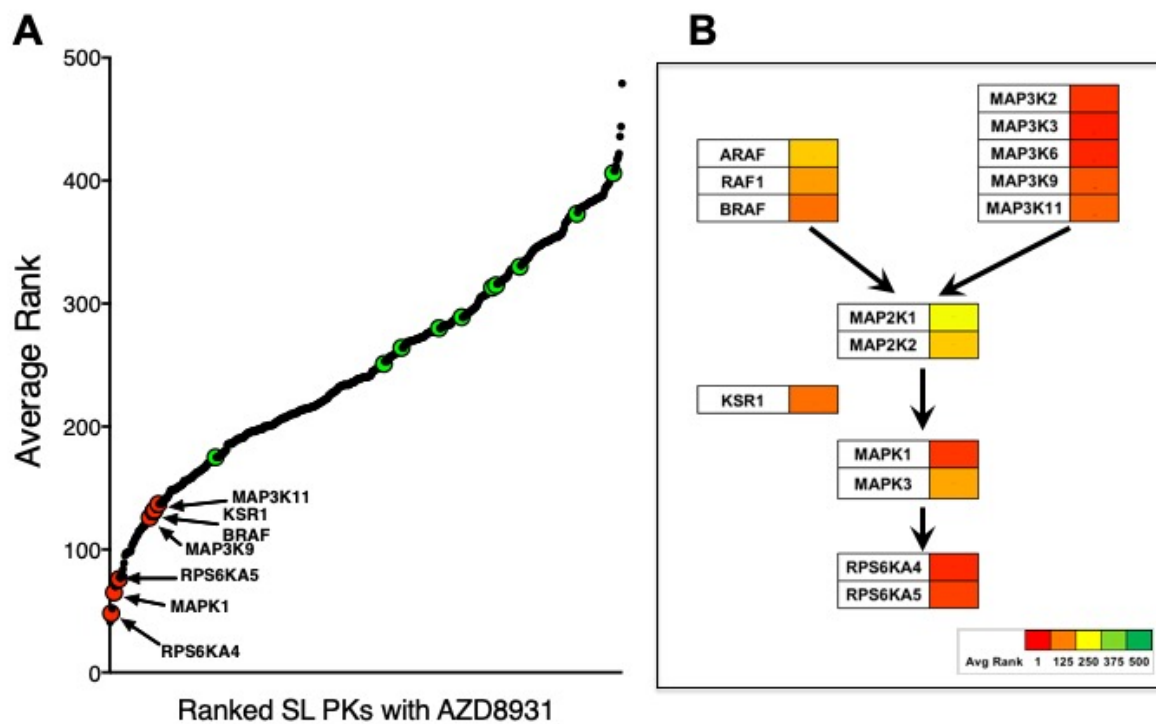 A
500
400
300
200
100
0
Average Rank
MAP3K11
KSR1
BRAF
MAP3K9
RPS6KA5
MAPK1
RPS6KA4
Ranked SL PKs with AZD8931
B
MAP3K2
MAP3K3
MAP3K6
MAP3K9
MAP3K11
ARAF
RAF1
BRAF
MAP2K1
MAP2K2
KSR1
MAPK1
MAPK3
RPS6KA4
RPS6KA5
Avg Rank 1 125 250 375 500